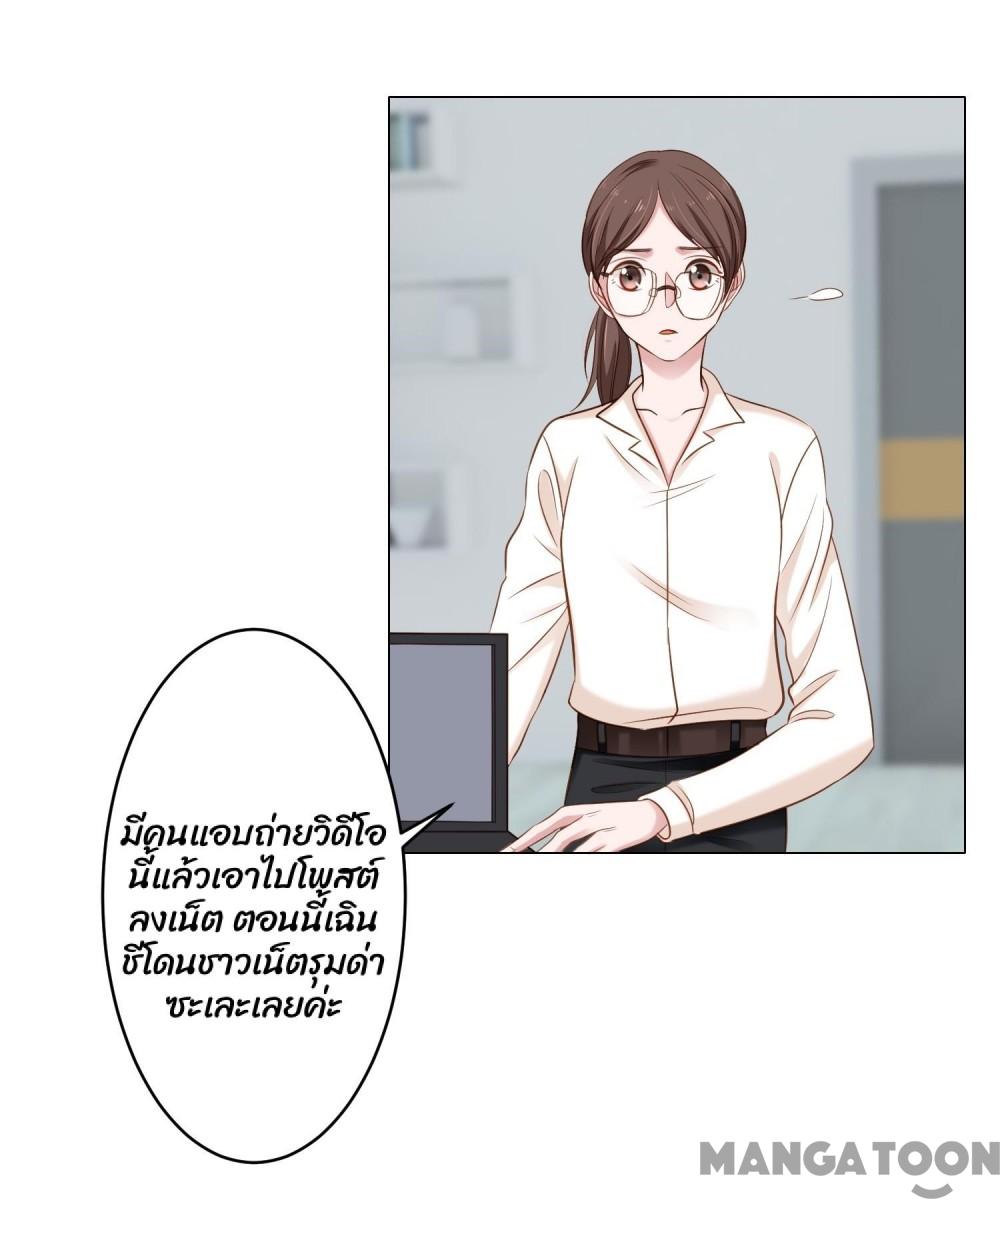 มีคนแอบถ่ายวิดีโอ
นี้แล้วเอาไปโพสต์
ลงเน็ต ตอนนี้เฉิน
ชีโดนชาวเน็ตรุมด่า
ซะเละเลยค่ะ
MANGATOON